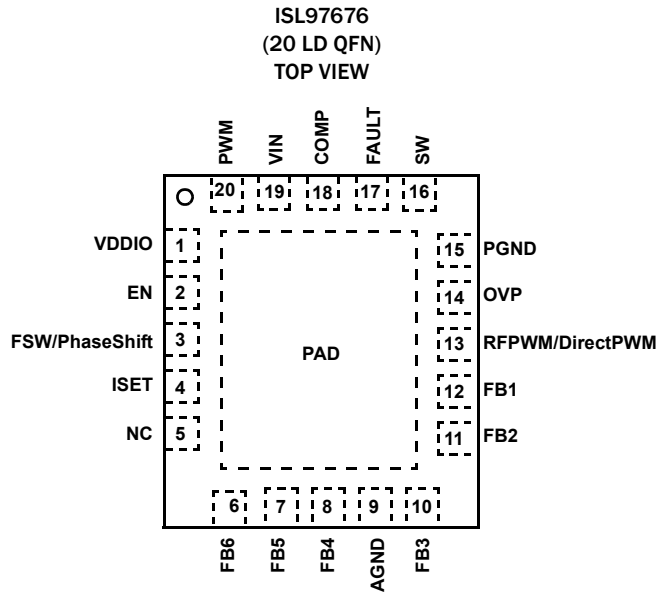 ISL97676
(20 LD QFN)
TOP VIEW
PWM
VIN
COMP
FAULT
SW
20
19
18
17
16
VDDIO 1
EN 2
FSW/PhaseShift 3
ISET 4
NC 5
PAD
15 PGND
14 OVP
13 RFPWM/DirectPWM
12 FB1
11 FB2
6
7
8
9
10
FB6
FB5
FB4
AGND
FB3